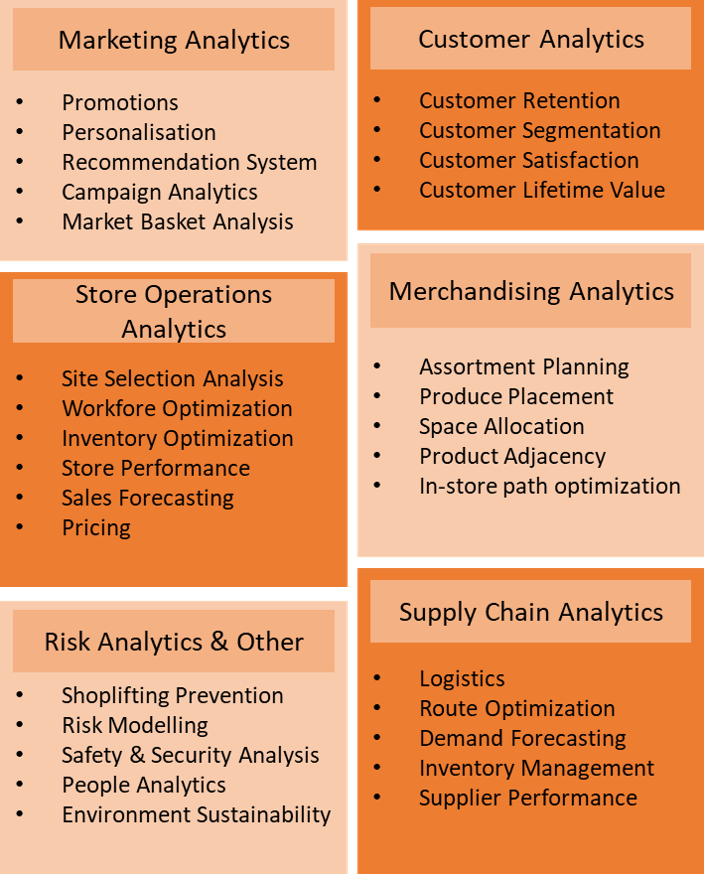 Marketing Analytics
• Promotions
• Personalisation
• Recommendation System
• Campaign Analytics
• Market Basket Analysis
Customer Analytics
• Customer Retention
• Customer Segmentation
• Customer Satisfaction
• Customer Lifetime Value
Store Operations
Analytics
• Site Selection Analysis
• Workfore Optimization
• Inventory Optimization
• Store Performance
• Sales Forecasting
• Pricing
Merchandising Analytics
• Assortment Planning
• Produce Placement
• Space Allocation
• Product Adjacency
• In-store path optimization
Risk Analytics & Other
• Shoplifting Prevention
• Risk Modelling
• Safety & Security Analysis
• People Analytics
• Environment Sustainability
Supply Chain Analytics
• Logistics
• Route Optimization
• Demand Forecasting
• Inventory Management
• Supplier Performance